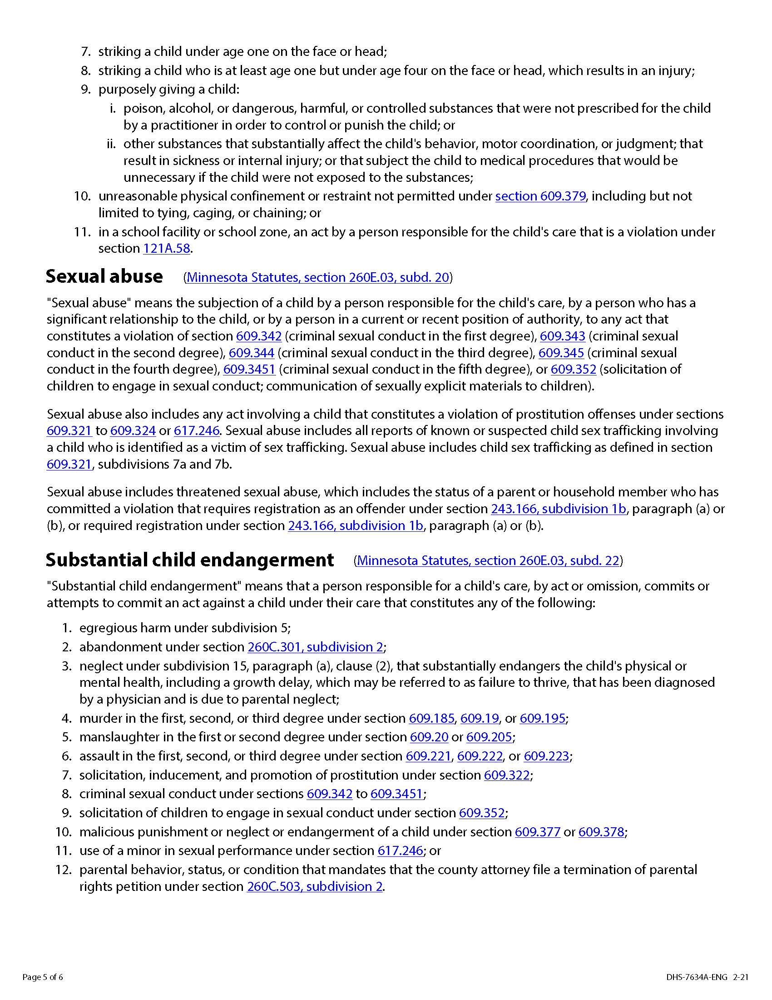 7. striking a child under age one on the face or head;
8. striking a child who is at least age one but under age four on the face or head, which results in an injury;
9. purposely giving a child:
i. poison, alcohol, or dangerous, harmful, or controlled substances that were not prescribed for the child
by a practitioner in order to control or punish the child; or
ii. other substances that substantially affect the child's behavior, motor coordination, or judgment; that
result in sickness or internal injury; or that subject the child to medical procedures that would be
unnecessary if the child were not exposed to the substances;
10. unreasonable physical confinement or restraint not permitted under section 609.379, including but not
limited to tying, caging, or chaining; or
11. in a school facility or school zone, an act by a person responsible for the child's care that is a violation under
section 121A.58.
Sexual abuse (Minnesota Statutes, section 260E.03, subd. 20)
"Sexual abuse" means the subjection of a child by a person responsible for the child's care, by a person who has a
significant relationship to the child, or by a person in a current or recent position of authority, to any act that
constitutes a violation of section 609.342 (criminal sexual conduct in the first degree), 609.343 (criminal sexual
conduct in the second degree), 609.344 (criminal sexual conduct in the third degree), 609.345 (criminal sexual
conduct in the fourth degree), 609.3451 (criminal sexual conduct in the fifth degree), or 609.352 (solicitation of
children to engage in sexual conduct; communication of sexually explicit materials to children).
Sexual abuse also includes any act involving a child that constitutes a violation of prostitution offenses under sections
609.321 to 609.324 or 617.246. Sexual abuse includes all reports of known or suspected child sex trafficking involving
a child who is identified as a victim of sex trafficking. Sexual abuse includes child sex trafficking as defined in section
609.321, subdivisions 7a and 7b.
Sexual abuse includes threatened sexual abuse, which includes the status of a parent or household member who has
committed a violation that requires registration as an offender under section 243.166, subdivision 1b, paragraph (a) or
(b), or required registration under section 243.166, subdivision 1b, paragraph (a) or (b).
Substantial child endangerment (Minnesota Statutes, section 260E.03, subd. 22)
"Substantial child endangerment" means that a person responsible for a child's care, by act or omission, commits or
attempts to commit an act against a child under their care that constitutes any of the following:
1. egregious harm under subdivision 5;
2. abandonment under section 260C.301, subdivision 2;
3. neglect under subdivision 15, paragraph (a), clause (2), that substantially endangers the child's physical or
mental health, including a growth delay, which may be referred to as failure to thrive, that has been diagnosed
by a physician and is due to parental neglect;
4. murder in the first, second, or third degree under section 609.185, 609.19, or 609.195;
5. manslaughter in the first or second degree under section 609.20 or 609.205;
6. assault in the first, second, or third degree under section 609.221, 609.222, or 609.223;
7. solicitation, inducement, and promotion of prostitution under section 609.322;
8. criminal sexual conduct under sections 609.342 to 609.3451;
9. solicitation of children to engage in sexual conduct under section 609.352;
10. malicious punishment or neglect or endangerment of a child under section 609.377 or 609.378;
11. use of a minor in sexual performance under section 617.246; or
12. parental behavior, status, or condition that mandates that the county attorney file a termination of parental
rights petition under section 260C.503, subdivision 2.
Page 5 of 6 DHS-7634A-ENG 2-21